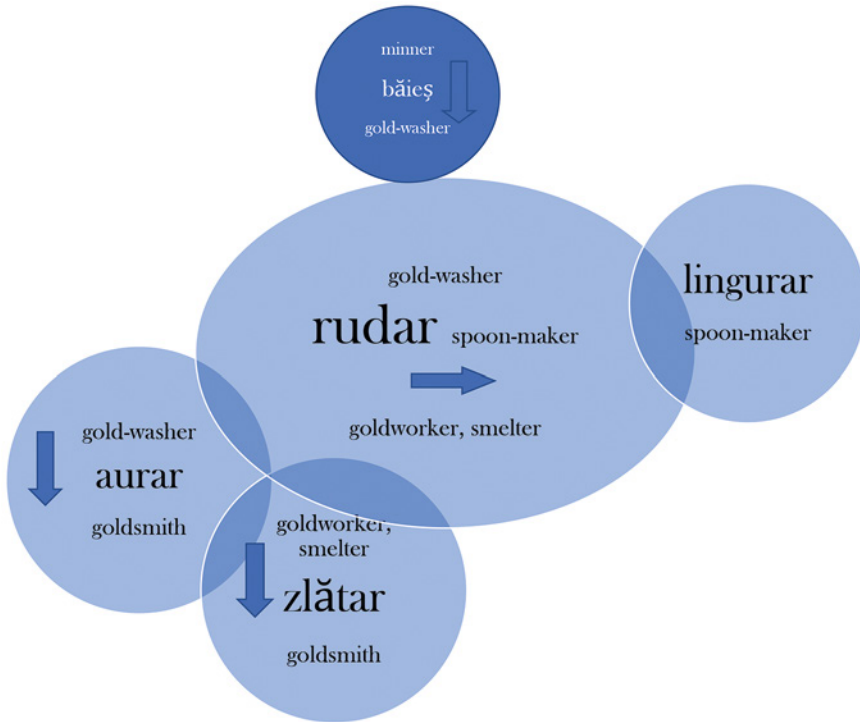 minner
băieş
gold-washer
gold-washer
rudar spoon-maker
goldworker, smelter
lingurar
spoon-maker
gold-washer
aurar
goldsmith
goldworker,
smelter
zlătar
goldsmith